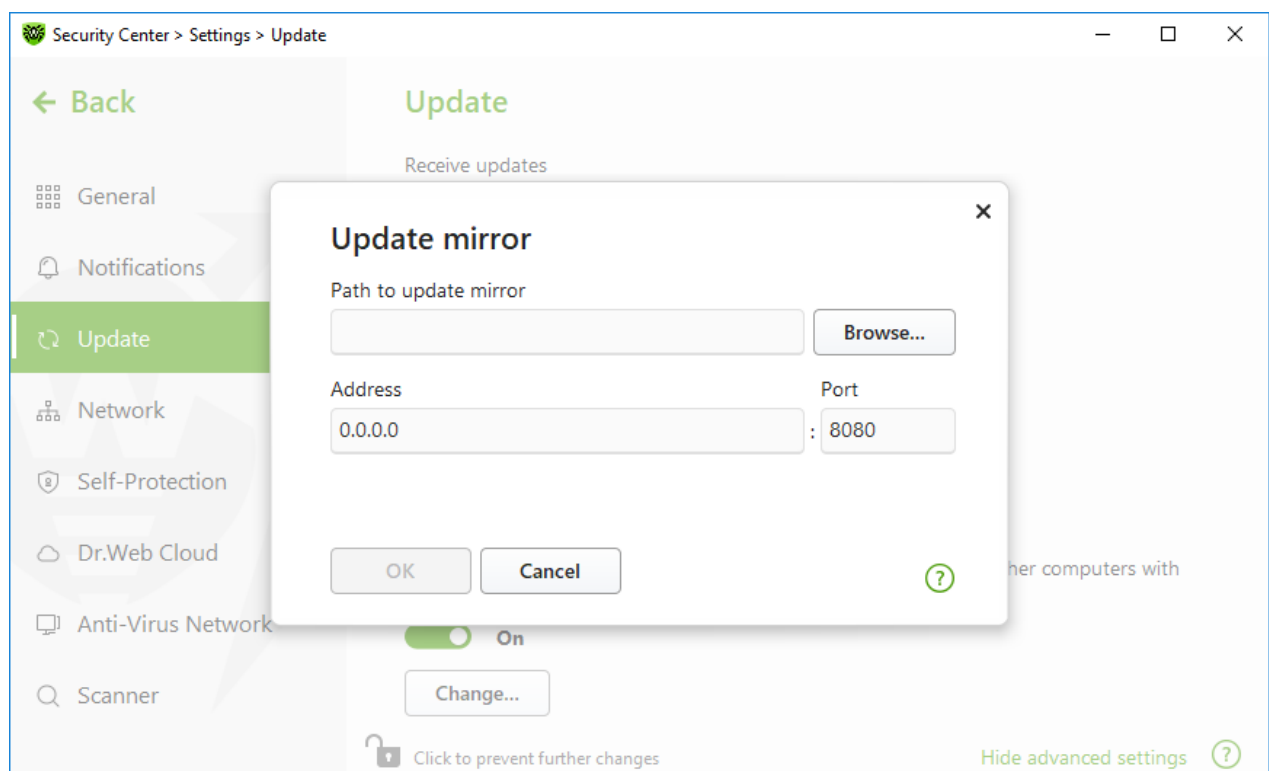 Security Center > Settings > Update
Back
General
Notifications
Update
Network
Self-Protection
Dr.Web Cloud
Anti-Virus Network
Scanner
Update
Receive updates
Update mirror
Path to update mirror
Browse...
Address Port
0.0.0.0 : 8080
OK Cancel ?
her computers with
On
Change...
Click to prevent further changes Hide advanced settings ?